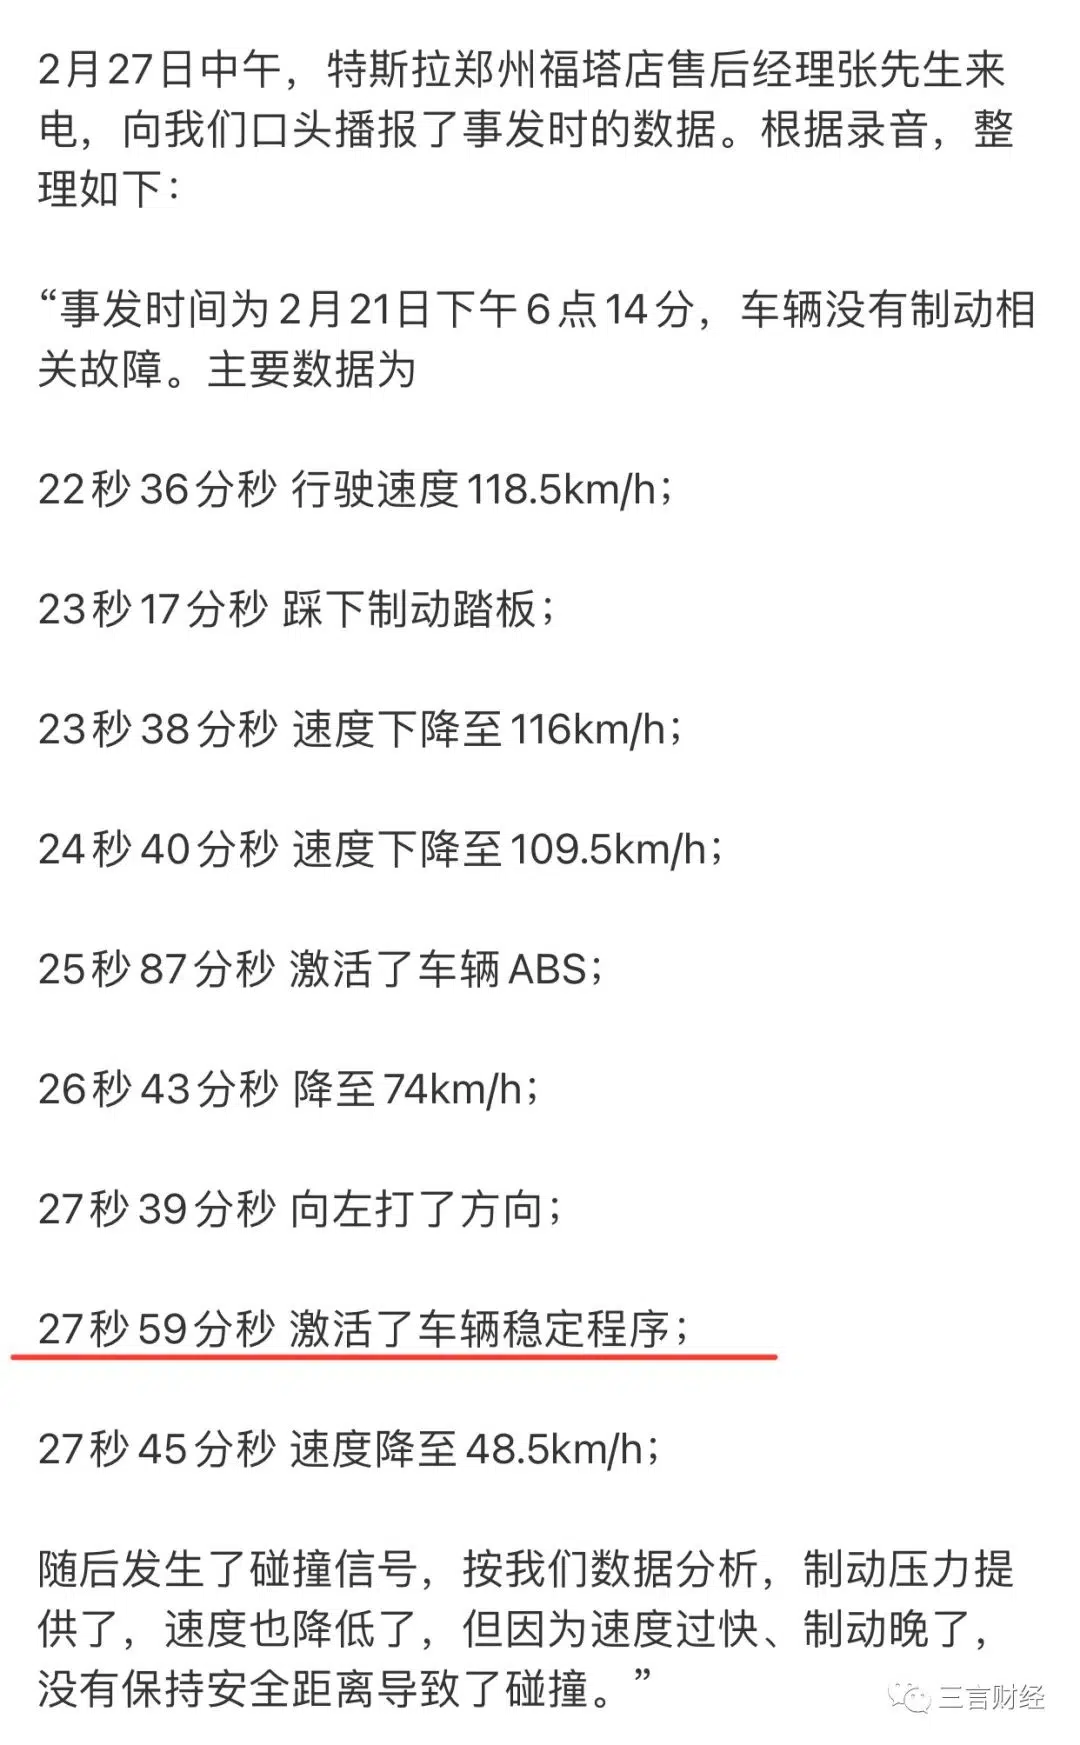 2月27日中午，特斯拉郑州福塔店售后经理张先生来
电，向我们口头播报了事发时的数据。根据录音，整
理如下：
“事发时间为2月21日下午6点14分，车辆没有制动相
关故障。主要数据为
22秒36分秒 行驶速度118.5km/h；
23秒17分秒 踩下制动踏板；
23秒38分秒 速度下降至116km/h；
24秒40分秒 速度下降至109.5km/h；
25秒87分秒 激活了车辆ABS；
26秒43分秒 降至74km/h；
27秒39分秒 向左打了方向；
27秒59分秒 激活了车辆稳定程序；
27秒45分秒 速度降至48.5km/h；
随后发生了碰撞信号，按我们数据分析，制动压力提
供了，速度也降低了，但因为速度过快、制动晚了，
没有保持安全距离导致了碰撞。”
三言财经